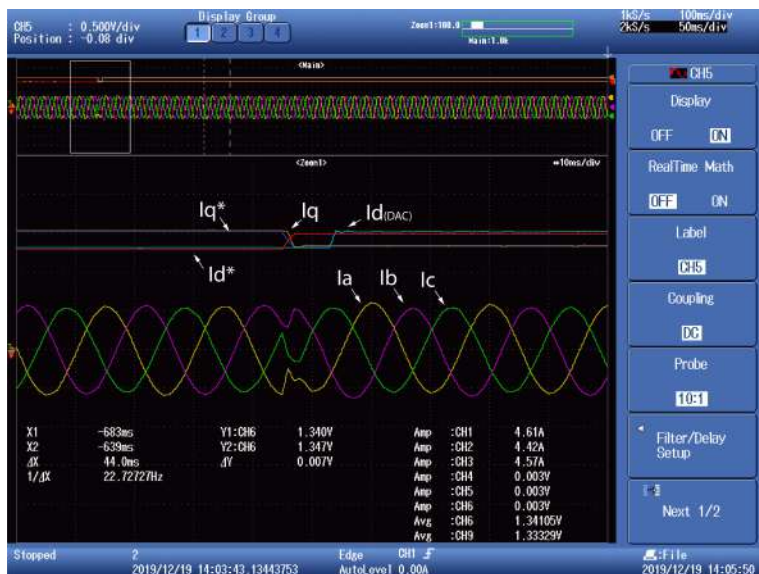 CH5 : 0.500V/div
Position : -0.08 div
Display Group
1 2 3 4
Zoom1:100.0
Main:1.0k
1kS/s 100ms/div
2kS/s 50ms/div
<Main>
<Zoom1>
10ms/div
Iq*
Iq
Id(DAC)
Id*
Ia
Ib
Ic
X1 -683ms Y1:CH6 1.340V Amp :CH1 4.61A
X2 -639ms Y2:CH6 1.347V Amp :CH2 4.42A
ΔX 44.0ms ΔY 0.007V Amp :CH3 4.57A
1/ΔX 22.72727Hz Amp :CH4 0.003V
Amp :CH5 0.003V
Amp :CH6 0.003V
Avg :CH6 1.34105V
Avg :CH9 1.33329V
CH5
Display
OFF ON
RealTime Math
OFF ON
Label
CH5
Coupling
DC
Probe
10:1
Filter/Delay
Setup
Next 1/2
Stopped 2 Edge CH1
2019/12/19 14:03:43.13443753 AutoLevel 0.00A
:File
2019/12/19 14:05:50